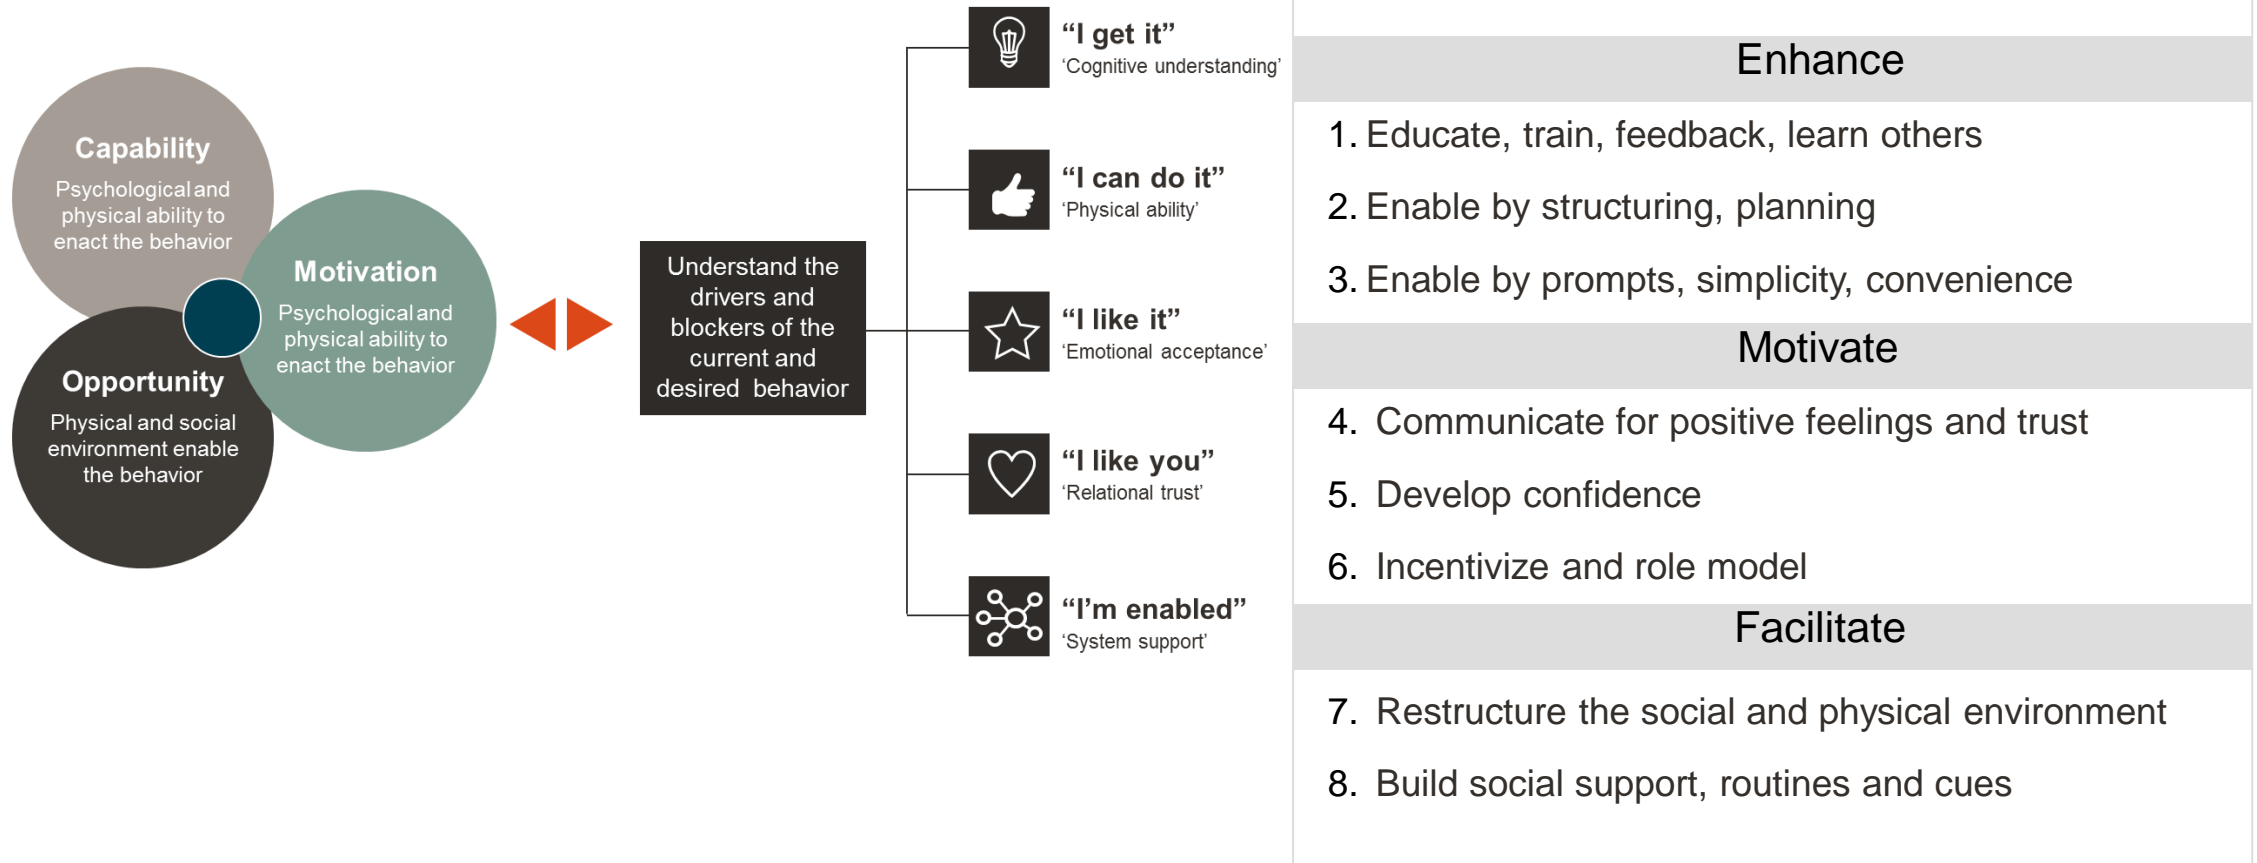 Capability
Psychological and
physical ability to
enact the behavior
Motivation
Psychological and
physical ability to
enact the behavior
Opportunity
Physical and social
environment enable
the behavior
Understand the
drivers and
blockers of the
current and
desired behavior
“I get it”
‘Cognitive understanding’
“I can do it”
‘Physical ability’
“I like it”
‘Emotional acceptance’
“I like you”
‘Relational trust’
“I’m enabled”
‘System support’
Enhance
1. Educate, train, feedback, learn others
2. Enable by structuring, planning
3. Enable by prompts, simplicity, convenience
Motivate
4. Communicate for positive feelings and trust
5. Develop confidence
6. Incentivize and role model
Facilitate
7. Restructure the social and physical environment
8. Build social support, routines and cues